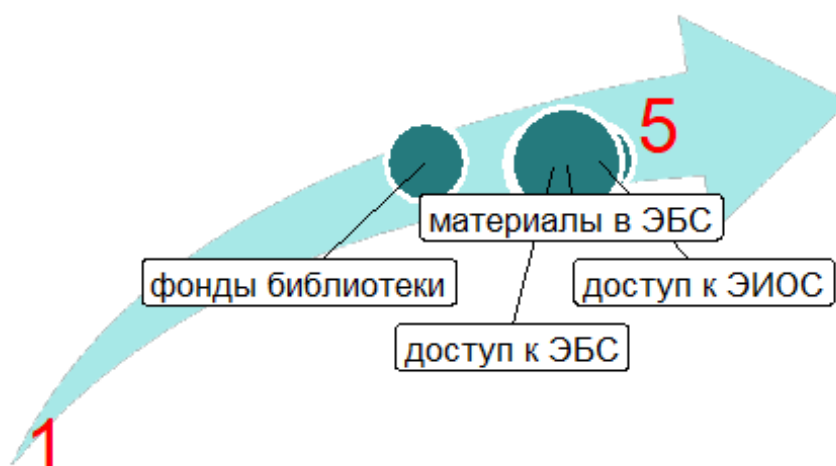 5
материалы в ЭБС
фонды библиотеки
доступ к ЭИОС
доступ к ЭБС
1